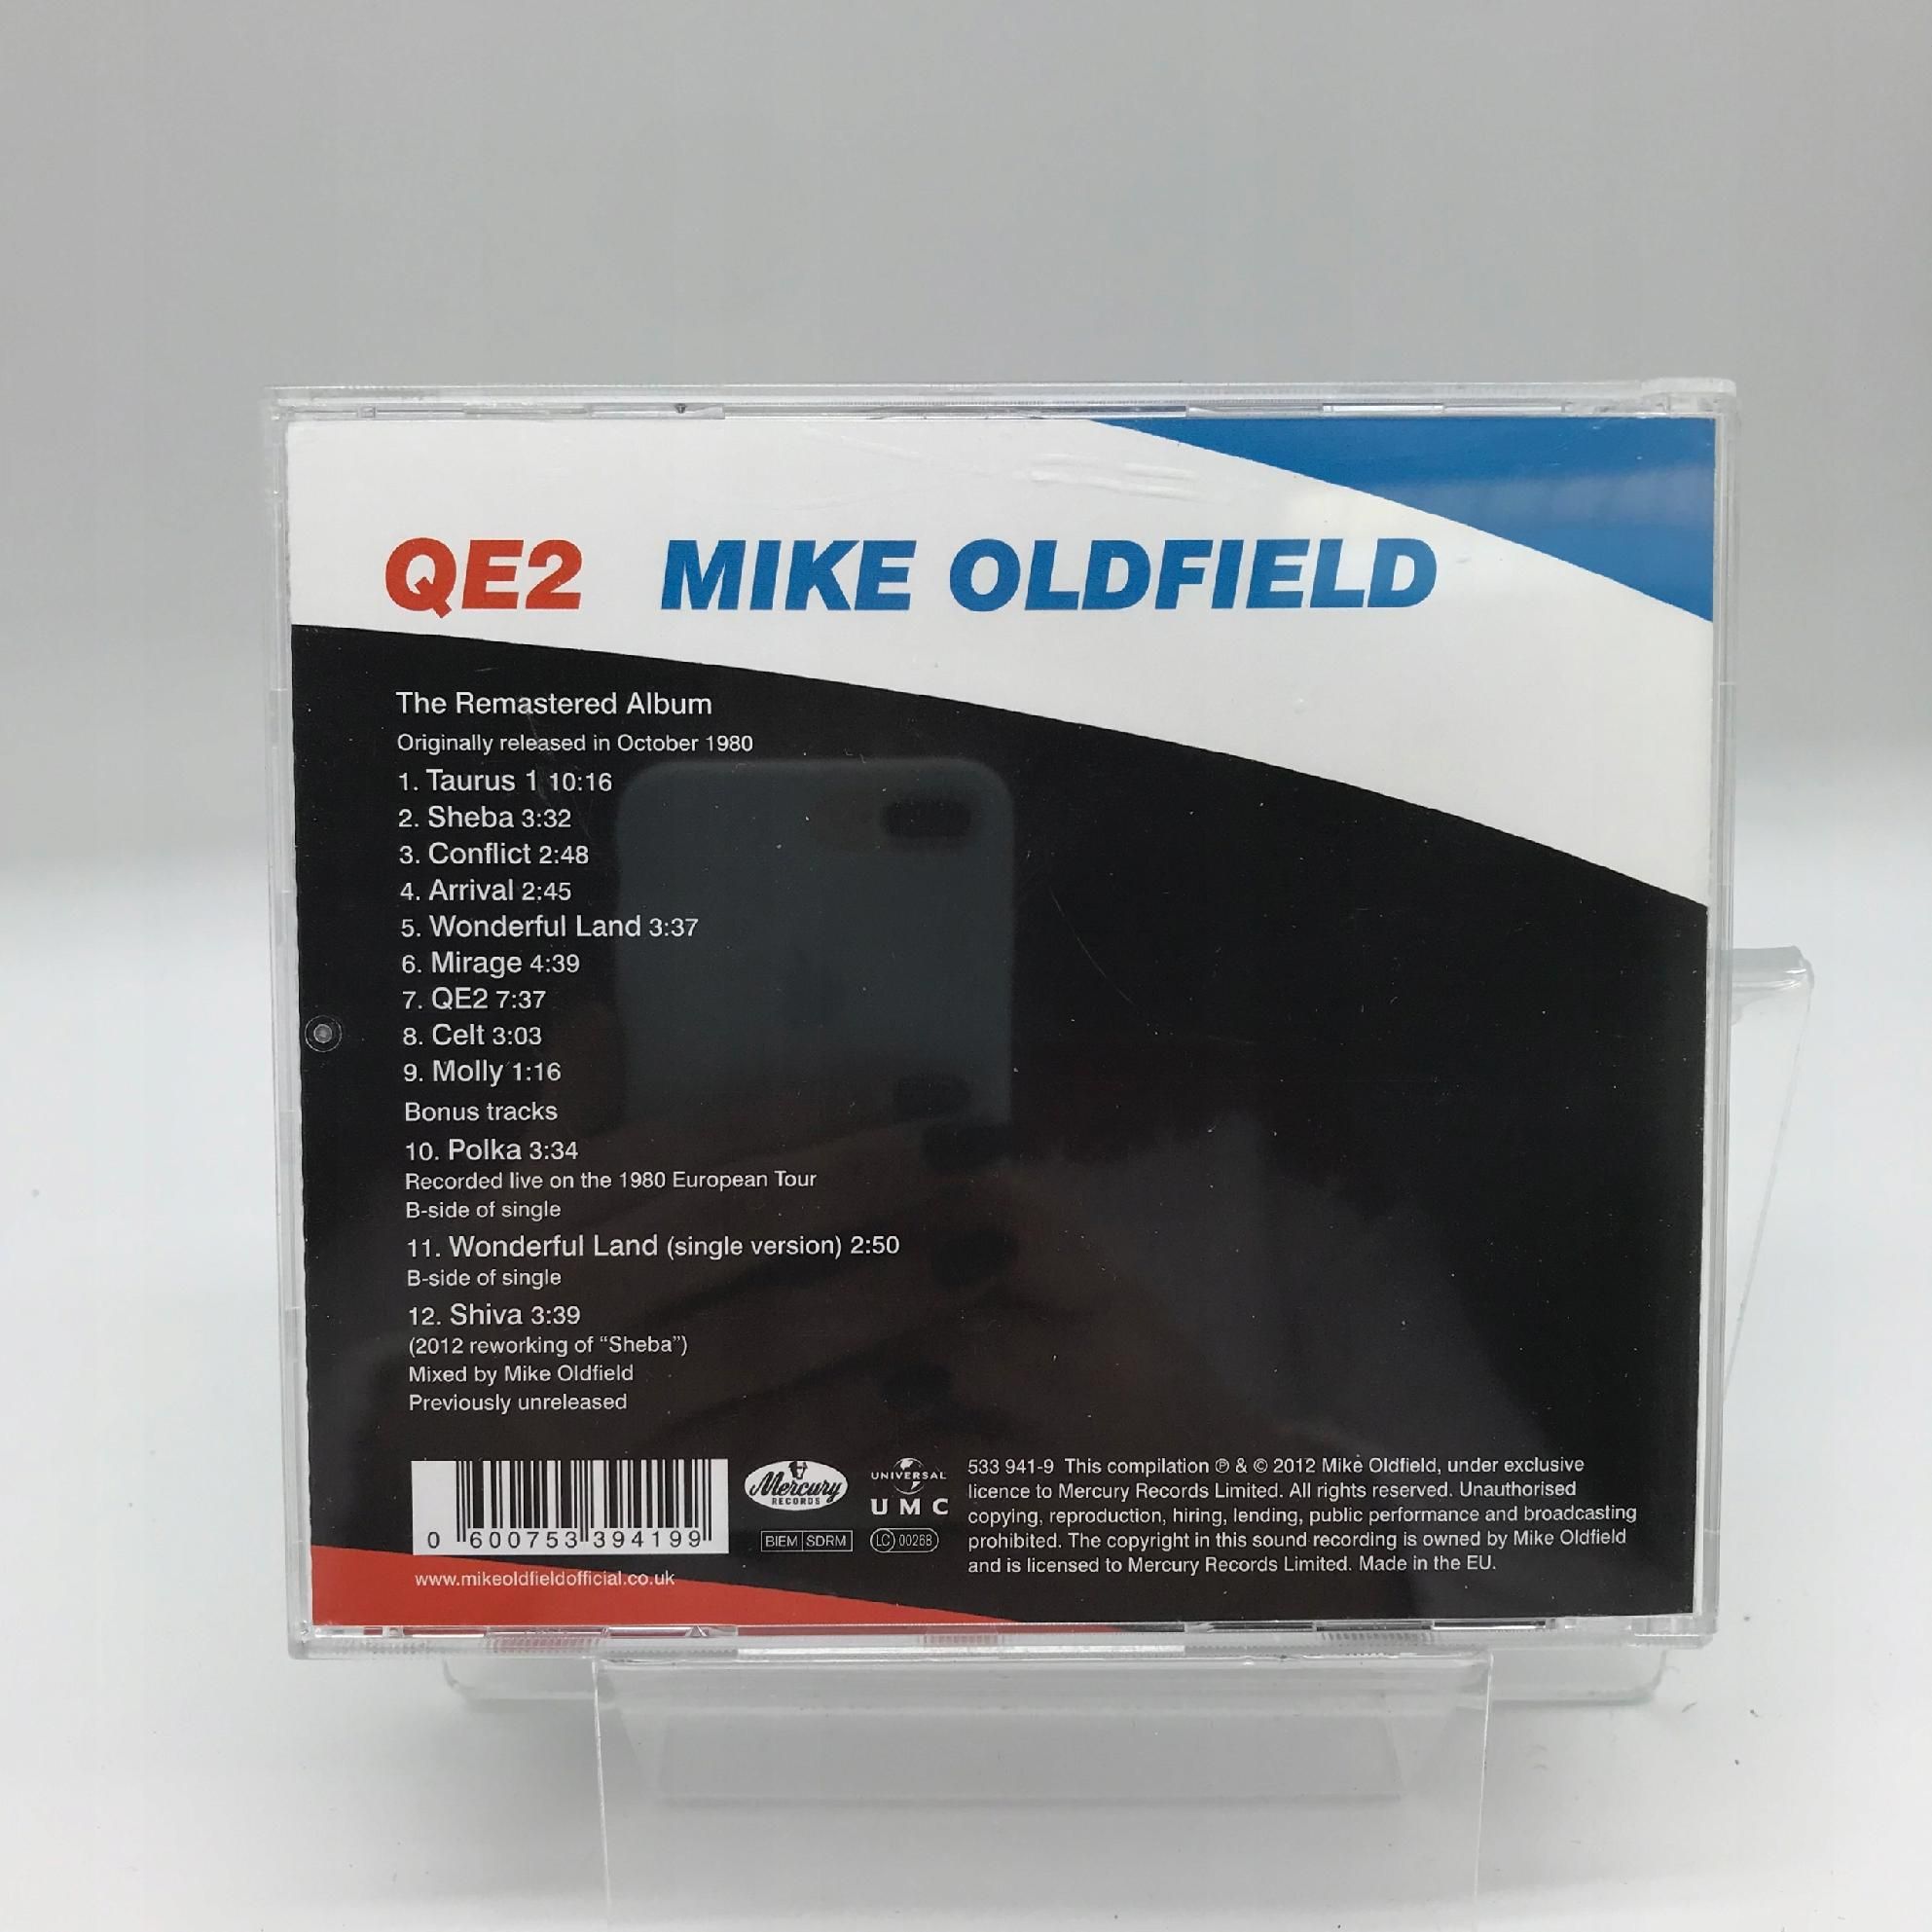 QE2 MIKE OLDFIELD
The Remastered Album
Originally released in October 1980
1. Taurus 1 10:16
2. Sheba 3:32
3. Conflict 2:48
4. Arrival 2:45
5. Wonderful Land 3:37
6. Mirage 4:39
7. QE2 7:37
8. Celt 3:03
9. Molly 1:16
Bonus tracks
10. Polka 3:34
Recorded live on the 1980 European Tour
B-side of single
11. Wonderful Land (single version) 2:50
B-side of single
12. Shiva 3:39
(2012 reworking of “Sheba”)
Mixed by Mike Oldfield
Previously unreleased
0 600753 394199
www.mikeoldfieldofficial.co.uk
Mercury
RECORDS
BIEM SDRM
UNIVERSAL
UMC
LC 00268
533 941-9 This compilation ℗ & © 2012 Mike Oldfield, under exclusive
licence to Mercury Records Limited. All rights reserved. Unauthorised
copying, reproduction, hiring, lending, public performance and broadcasting
prohibited. The copyright in this sound recording is owned by Mike Oldfield
and is licensed to Mercury Records Limited. Made in the EU.